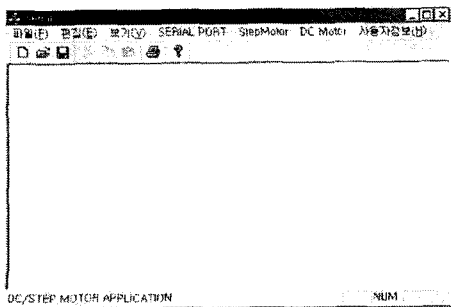 파일(F) 편집(E) 보기(V) SERIAL PORT StepMotor DC Motor 사용자정보(H)
DC/STEP MOTOR APPLICATION NUM